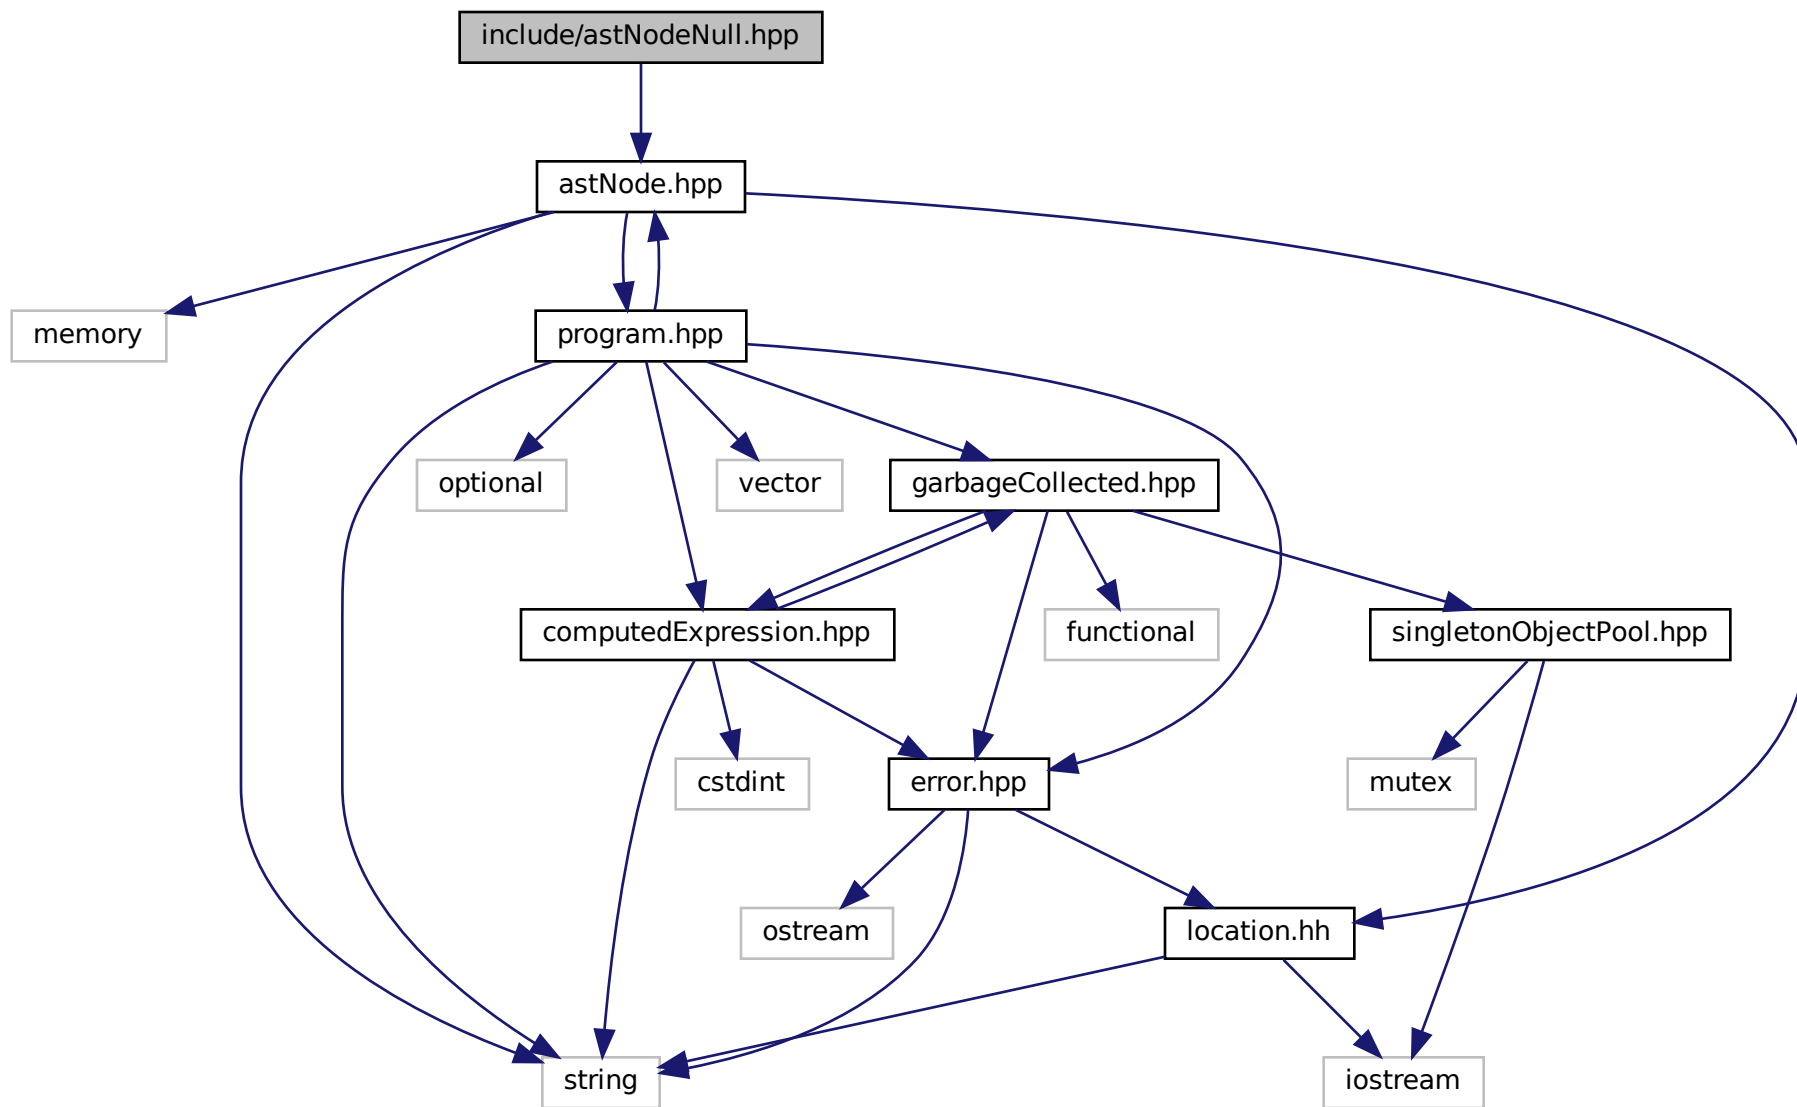 include/astNodeNull.hpp
astNode.hpp
memory
program.hpp
optional
vector
garbageCollected.hpp
computedExpression.hpp
functional
singletonObjectPool.hpp
cstdint
error.hpp
mutex
ostream
location.hh
string
iostream